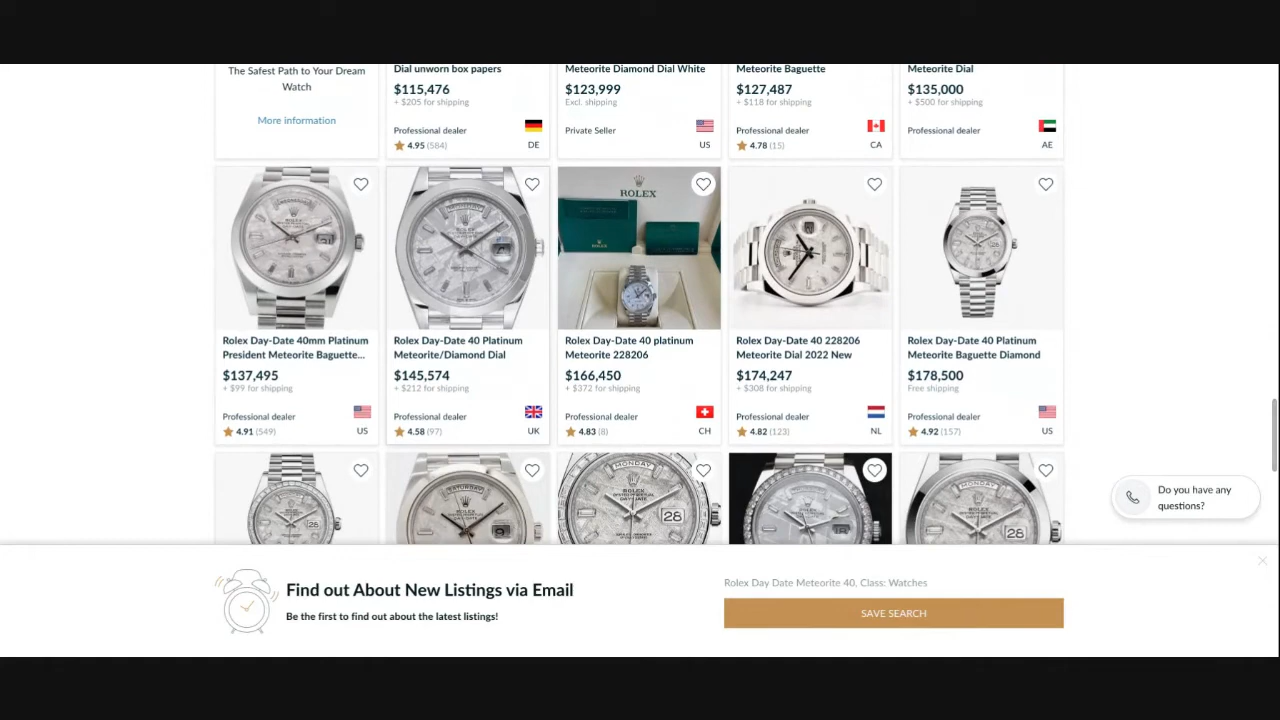 The Safest Path to Your Dream
Watch
More information
Dial unworn box papers
$115,476
+ $205 for shipping
Professional dealer
4.95 (584)
DE
Meteorite Diamond Dial White
$123,999
Excl. shipping
Private Seller
US
Meteorite Baguette
$127,487
+ $118 for shipping
Professional dealer
4.78 (15)
CA
Meteorite Dial
$135,000
+ $500 for shipping
Professional dealer
AE
ROLEX
Rolex Day-Date 40mm Platinum
President Meteorite Baguette...
$137,495
+ $99 for shipping
Professional dealer
4.91 (549)
US
Rolex Day-Date 40 Platinum
Meteorite/Diamond Dial
$145,574
+ $212 for shipping
Professional dealer
4.58 (97)
UK
Rolex Day-Date 40 platinum
Meteorite 228206
$166,450
+ $372 for shipping
Professional dealer
4.83 (8)
CH
Rolex Day-Date 40 228206
Meteorite Dial 2022 New
$174,247
+ $308 for shipping
Professional dealer
4.82 (123)
NL
Rolex Day-Date 40 Platinum
Meteorite Baguette Diamond
$178,500
Free shipping
Professional dealer
4.92 (157)
US
SATURDAY
ROLEX
MONDAY
ROLEX
28
MONDAY
ROLEX
28
Do you have any
questions?
Find out About New Listings via Email
Be the first to find out about the latest listings!
Rolex Day Date Meteorite 40, Class: Watches
SAVE SEARCH